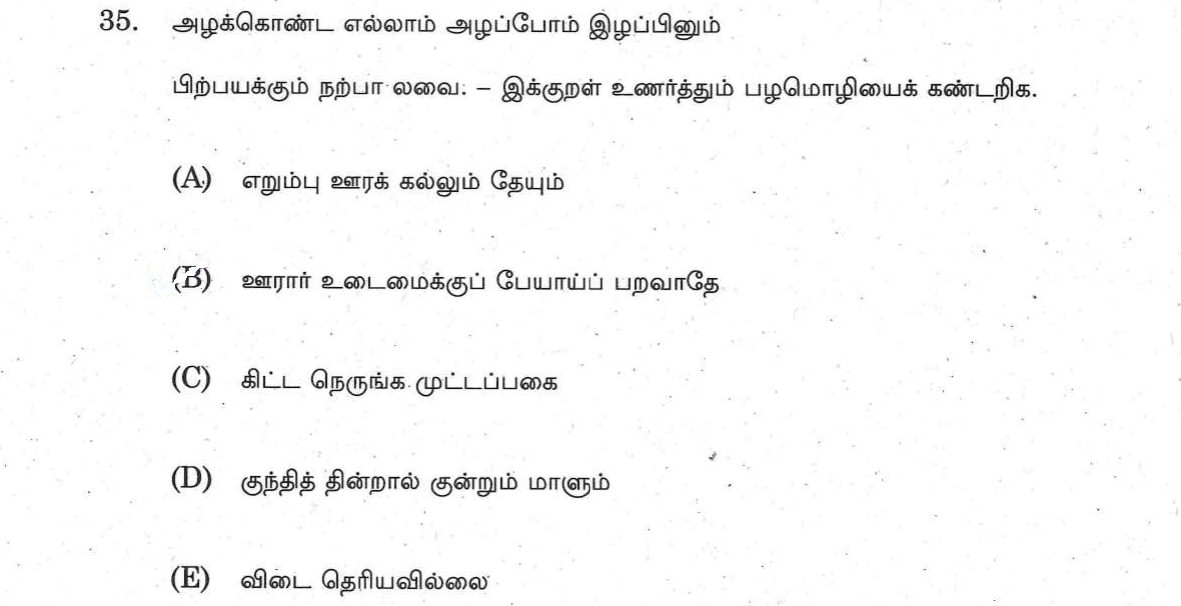 35. அழக்கொண்ட எல்லாம் அழப்போம் இழப்பினும்
பிற்பயக்கும் நற்பா லவை. – இக்குறள் உணர்த்தும் பழமொழியைக் கண்டறிக.
(A) எறும்பு ஊரக் கல்லும் தேயும்
(B) ஊரார் உடைமைக்குப் பேயாய்ப் பறவாதே
(C) கிட்ட நெருங்க முட்டப்பகை
(D) குந்தித் தின்றால் குன்றும் மாளும்
(E) விடை தெரியவில்லை